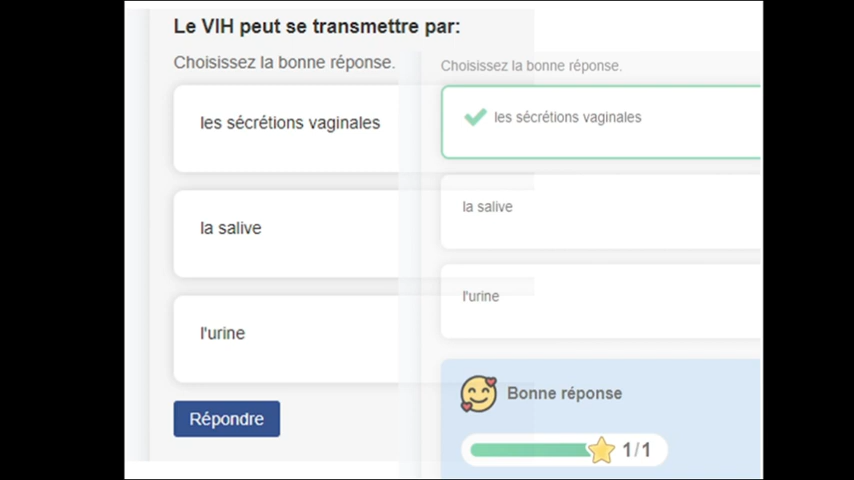 Le VIH peut se transmettre par:
Choisissez la bonne réponse.
les sécrétions vaginales
la salive
l'urine
Répondre
Choisissez la bonne réponse.
les sécrétions vaginales
la salive
l'urine
Bonne réponse
1/1